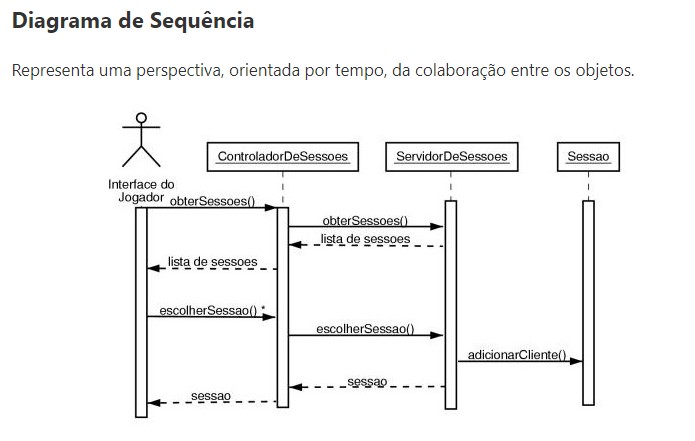 Diagrama de Sequência
Representa uma perspectiva, orientada por tempo, da colaboração entre os objetos.
ControladorDeSessoes
ServidorDeSessoes
Sessao
Interface do
Jogador
obterSessoes()
obterSessoes()
lista de sessoes
lista de sessoes
escolherSessao() *
escolherSessao()
adicionarCliente()
sessao
sessao